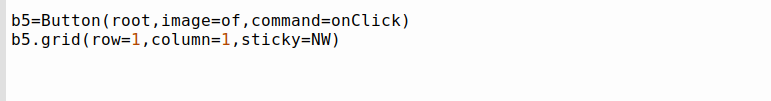 b5=Button(root,image=of,command=onClick)
b5.grid(row=1,column=1,sticky=NW)